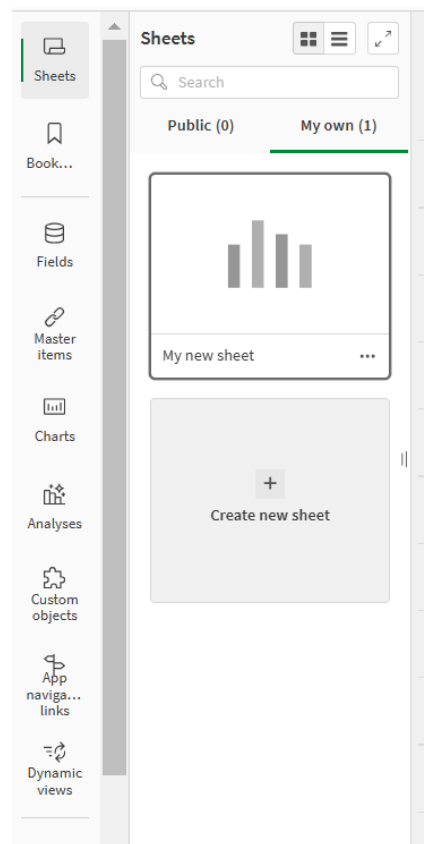 Sheets
Book...
Fields
Master
items
Charts
Analyses
Custom
objects
App
naviga...
links
Dynamic
views
Sheets
Search
Public (0)
My own (1)
My new sheet
Create new sheet